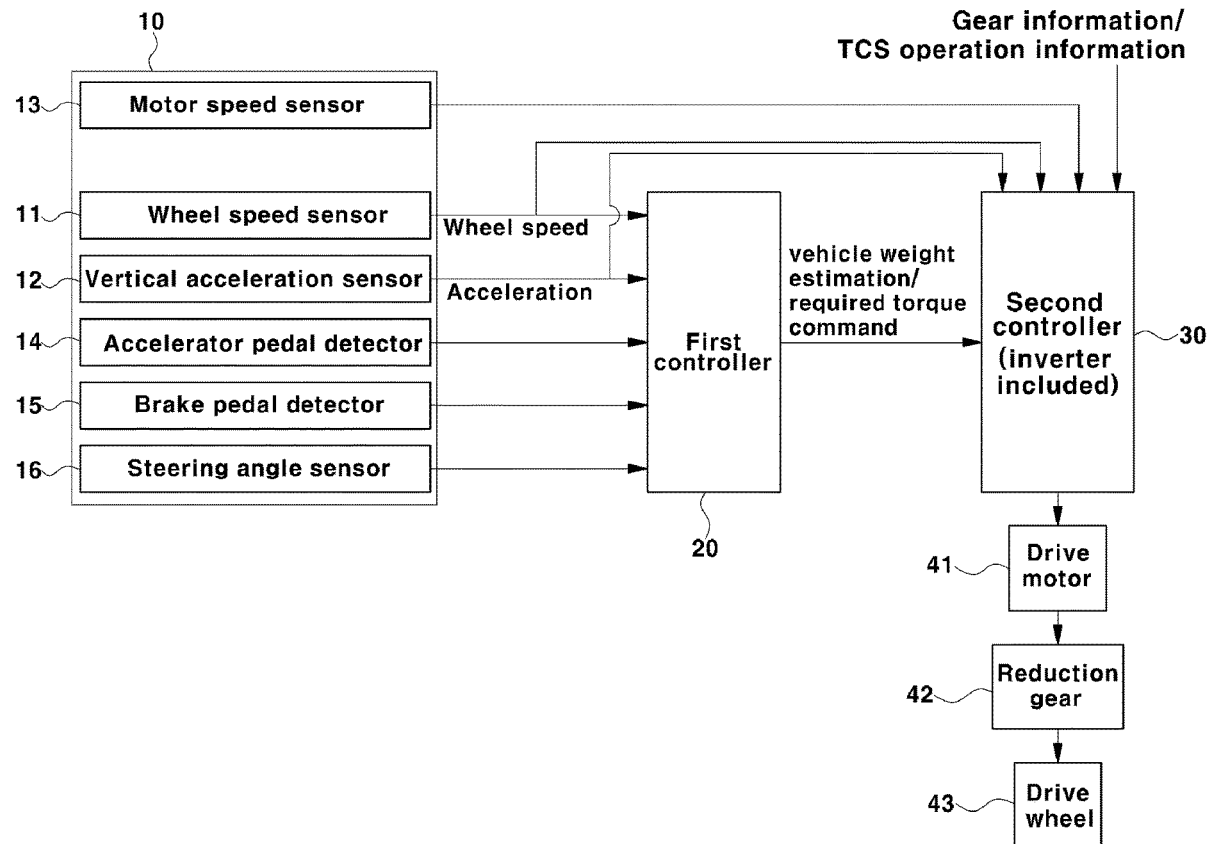 10
Gear information/
TCS operation information
13
Motor speed sensor
11
Wheel speed sensor
Wheel speed
12
Vertical acceleration sensor
Acceleration
14
Accelerator pedal detector
15
Brake pedal detector
16
Steering angle sensor
First
controller
20
vehicle weight
estimation/
required torque
command
Second
controller
(inverter
included)
30
41
Drive
motor
42
Reduction
gear
43
Drive
wheel